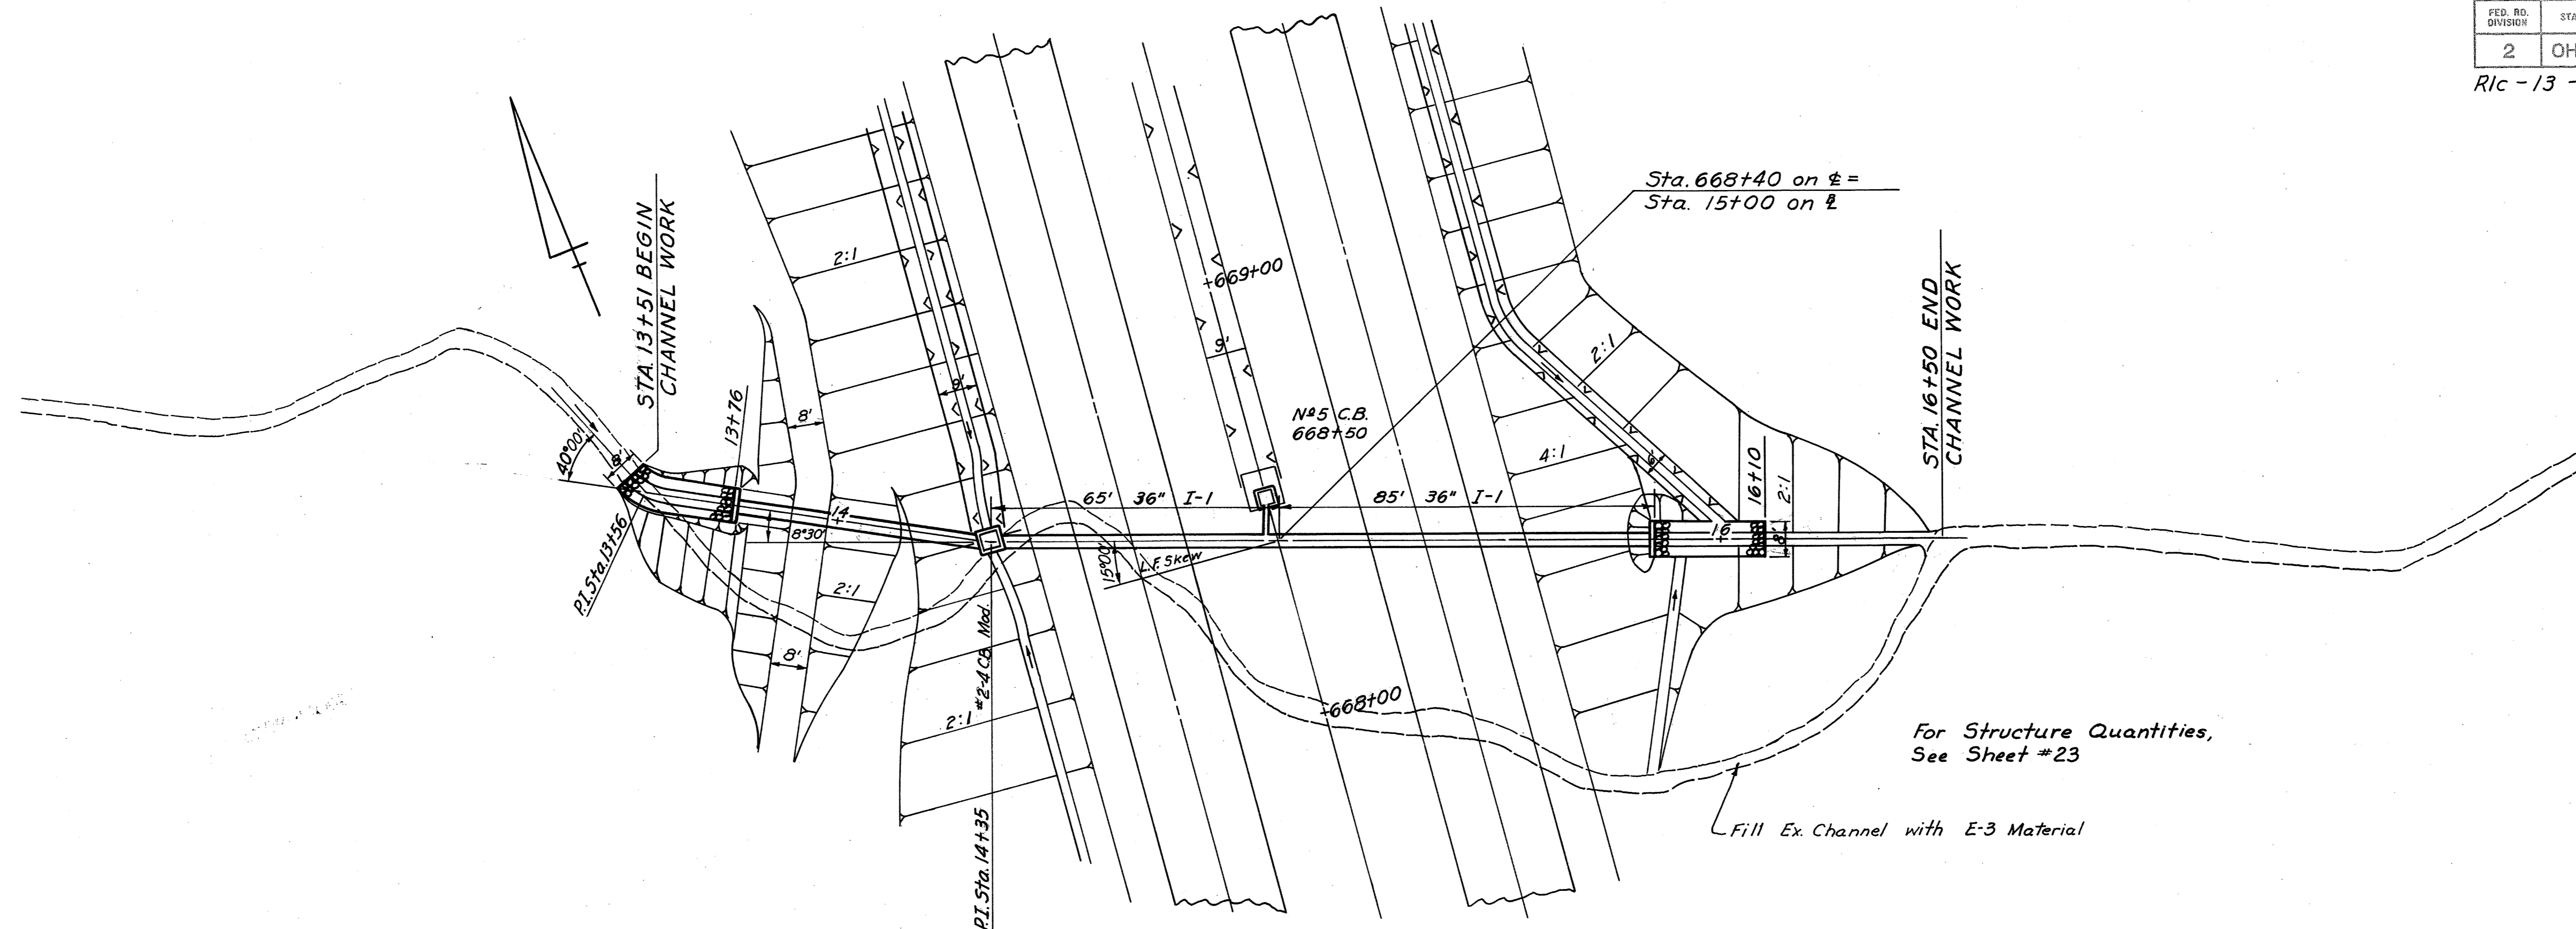 FED. RD.
DIVISION
STA
2
OH
RIc - 13 -
Sta. 668+40 on ℄ =
Sta. 15+00 on ⅊
STA. 13+51 BEGIN
CHANNEL WORK
2:1
+669+00
9'
9'
STA. 16+50 END
CHANNEL WORK
2:1
13+76
8'
Nº5 C.B.
668+50
40°00'
8'
4:1
6'
16+10
2:1
65' 36" I-1
85' 36" I-1
14
8°30'
16
8'
P.I. Sta. 13+56
15°00'
L.F. Skew
2:1
8'
#2-4 C.B. Mod.
2:1
668+00
For Structure Quantities,
See Sheet #23
P.I. Sta. 14+35
Fill Ex. Channel with E-3 Material